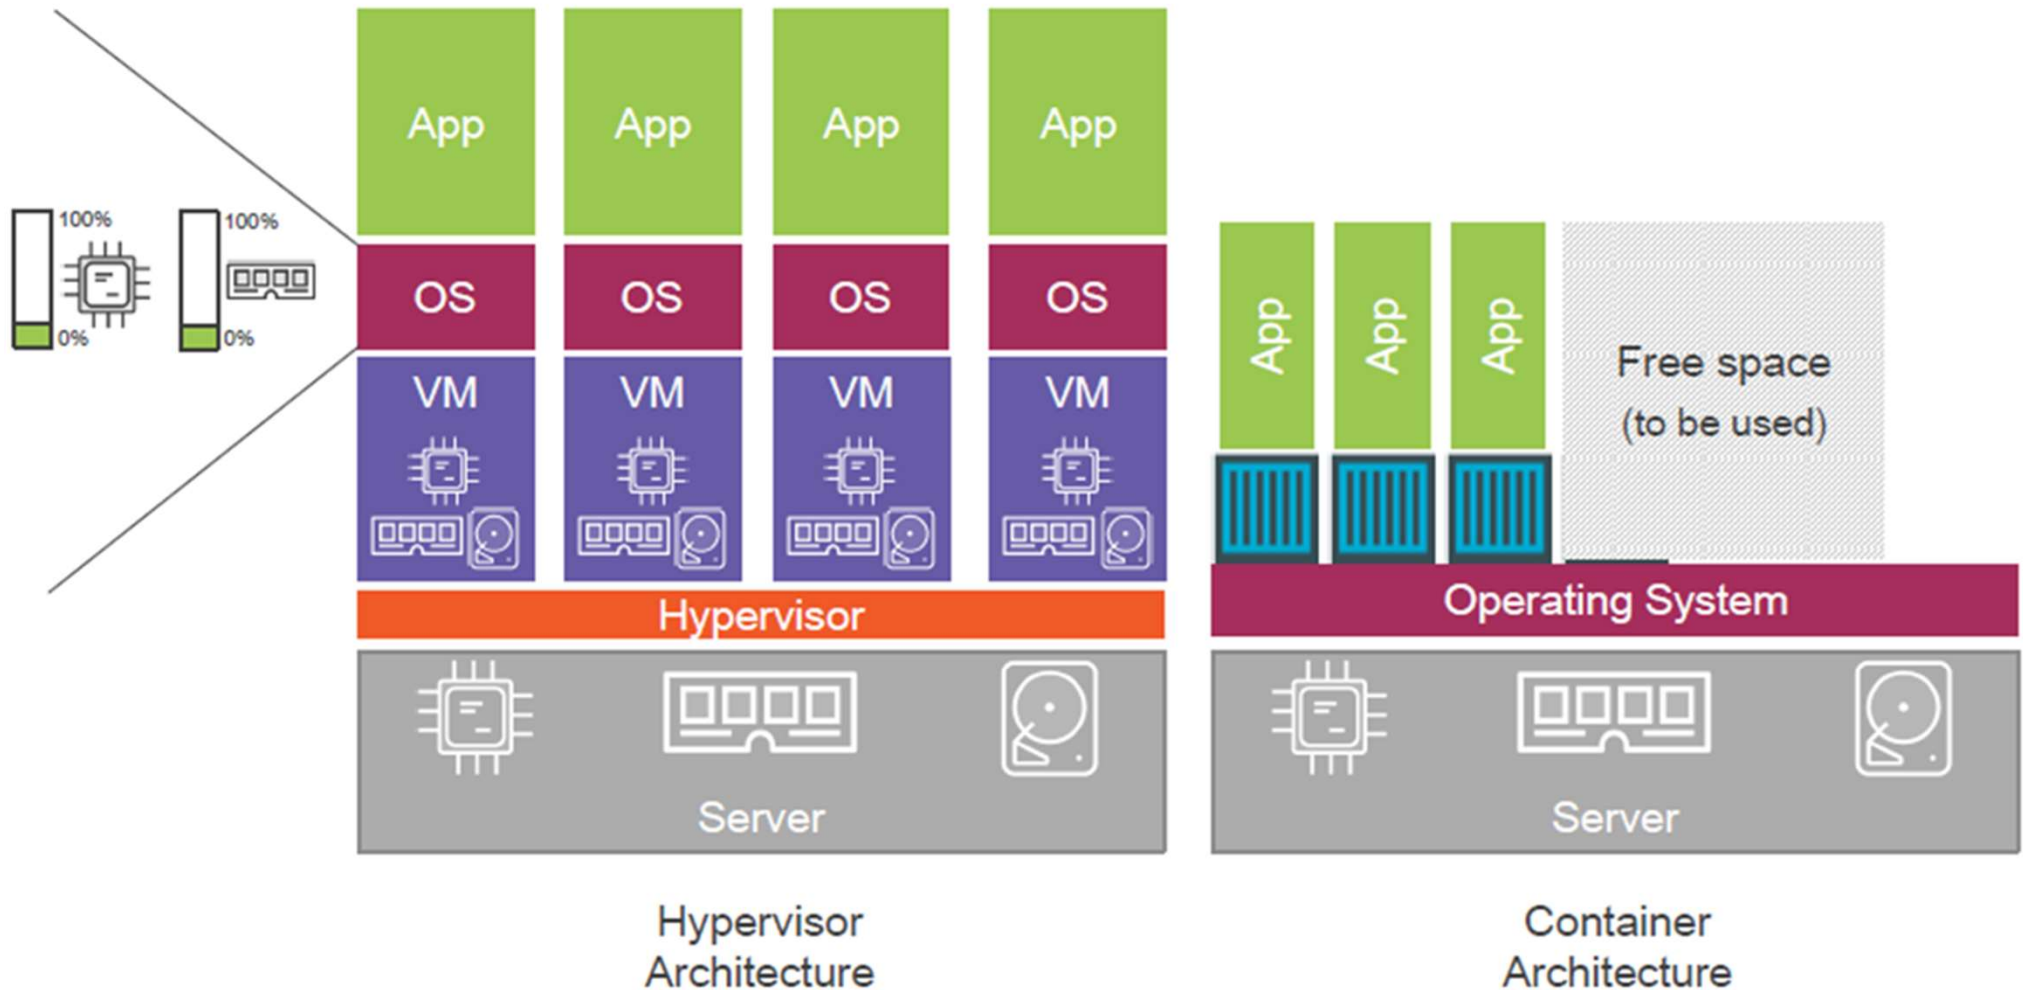 App App App App
100% 100%
0% 0%
OS OS OS OS
VM VM VM VM
Hypervisor
Server
Hypervisor
Architecture
App App App
Free space
(to be used)
Operating System
Server
Container
Architecture